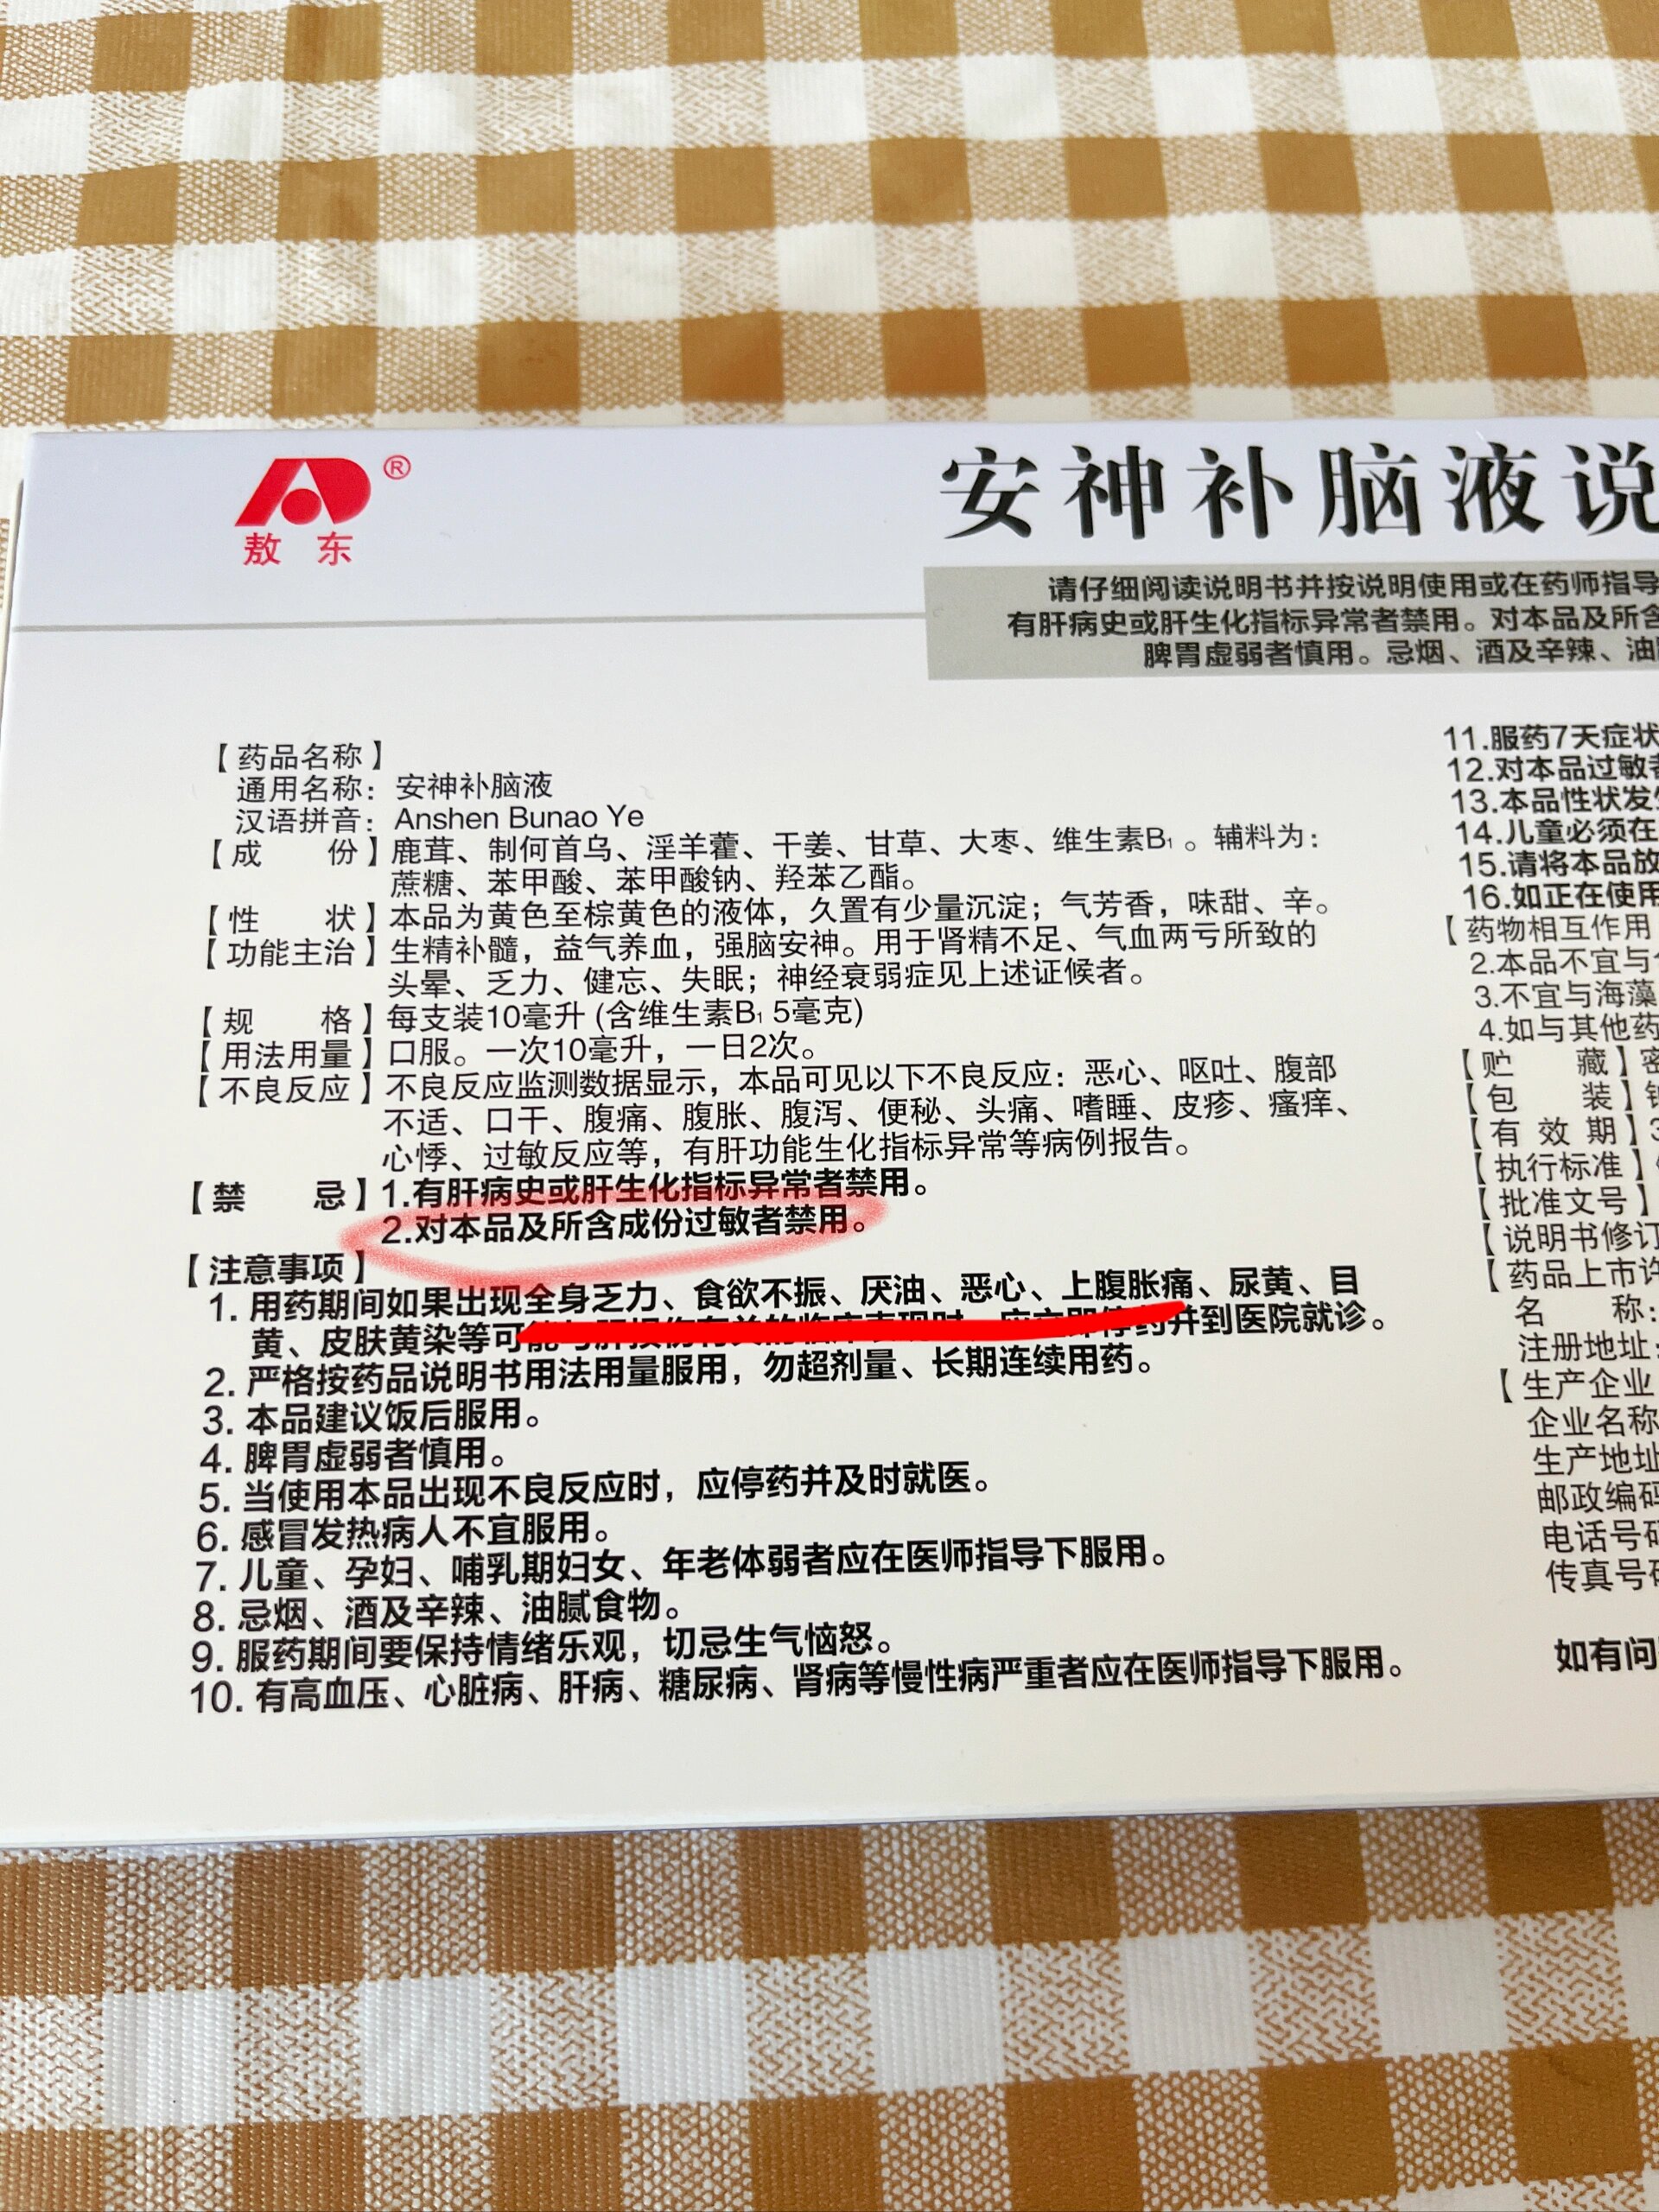 敖东
®
安神补脑液说
请仔细阅读说明书并按说明使用或在药师指导
有肝病史或肝生化指标异常者禁用。对本品及所含
脾胃虚弱者慎用。忌烟、酒及辛辣、油
【药品名称】
通用名称：安神补脑液
汉语拼音：Anshen Bunao Ye
【成 份】鹿茸、制何首乌、淫羊藿、干姜、甘草、大枣、维生素B₁。辅料为：
蔗糖、苯甲酸、苯甲酸钠、羟苯乙酯。
【性 状】本品为黄色至棕黄色的液体，久置有少量沉淀；气芳香，味甜、辛。
【功能主治】生精补髓，益气养血，强脑安神。用于肾精不足、气血两亏所致的
头晕、乏力、健忘、失眠；神经衰弱症见上述证候者。
【规 格】每支装10毫升 (含维生素B₁ 5毫克)
【用法用量】口服。一次10毫升，一日2次。
【不良反应】不良反应监测数据显示，本品可见以下不良反应：恶心、呕吐、腹部
不适、口干、腹痛、腹胀、腹泻、便秘、头痛、嗜睡、皮疹、瘙痒、
心悸、过敏反应等，有肝功能生化指标异常等病例报告。
【禁 忌】1.有肝病史或肝生化指标异常者禁用。
2.对本品及所含成份过敏者禁用。
【注意事项】
1. 用药期间如果出现全身乏力、食欲不振、厌油、恶心、上腹胀痛、尿黄、目
黄、皮肤黄染等可能与肝损伤有关的临床表现时，应立即停药并到医院就诊。
2. 严格按药品说明书用法用量服用，勿超剂量、长期连续用药。
3. 本品建议饭后服用。
4. 脾胃虚弱者慎用。
5. 当使用本品出现不良反应时，应停药并及时就医。
6. 感冒发热病人不宜服用。
7. 儿童、孕妇、哺乳期妇女、年老体弱者应在医师指导下服用。
8. 忌烟、酒及辛辣、油腻食物。
9. 服药期间要保持情绪乐观，切忌生气恼怒。
10. 有高血压、心脏病、肝病、糖尿病、肾病等慢性病严重者应在医师指导下服用。
11.服药7天症状
12.对本品过敏者
13.本品性状发生
14.儿童必须在
15.请将本品放
16.如正在使用
【药物相互作用
2.本品不宜与
3.不宜与海藻
4.如与其他药
【贮 藏】密
【包 装】
【有 效 期】3
【执行标准】
【批准文号】
【说明书修订
【药品上市许
名 称：
注册地址：
【生产企业
企业名称
生产地址
邮政编码
电话号码
传真号码
如有问